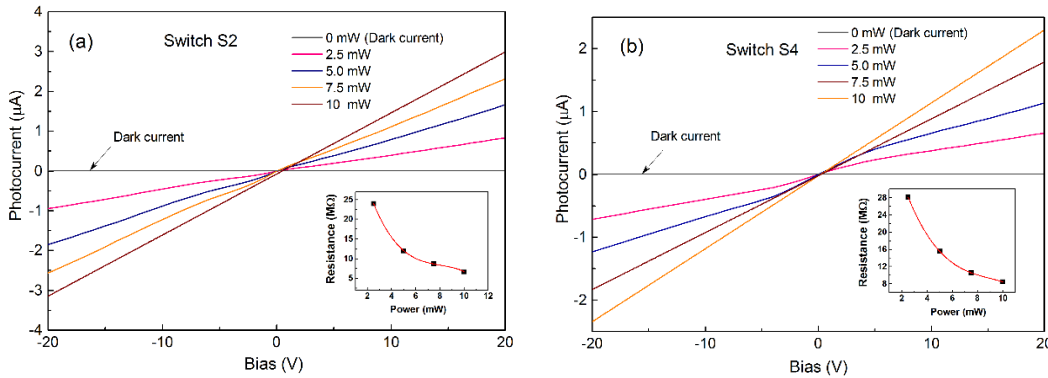 (a)
Switch S2
0 mW (Dark current)
2.5 mW
5.0 mW
7.5 mW
10 mW
Dark current
Photocurrent (μA)
4
3
2
1
0
-1
-2
-3
-4
-20
-10
0
10
20
Bias (V)
Resistance (MΩ)
25
20
15
10
5
2
4
6
8
10
12
Power (mW)
(b)
Switch S4
0 mW (Dark current)
2.5 mW
5.0 mW
7.5 mW
10 mW
Dark current
Photocurrent (μA)
2
1
0
-1
-2
-20
-10
0
10
20
Bias (V)
Resistance (MΩ)
28
24
20
16
12
8
2
4
6
8
10
Power (mW)